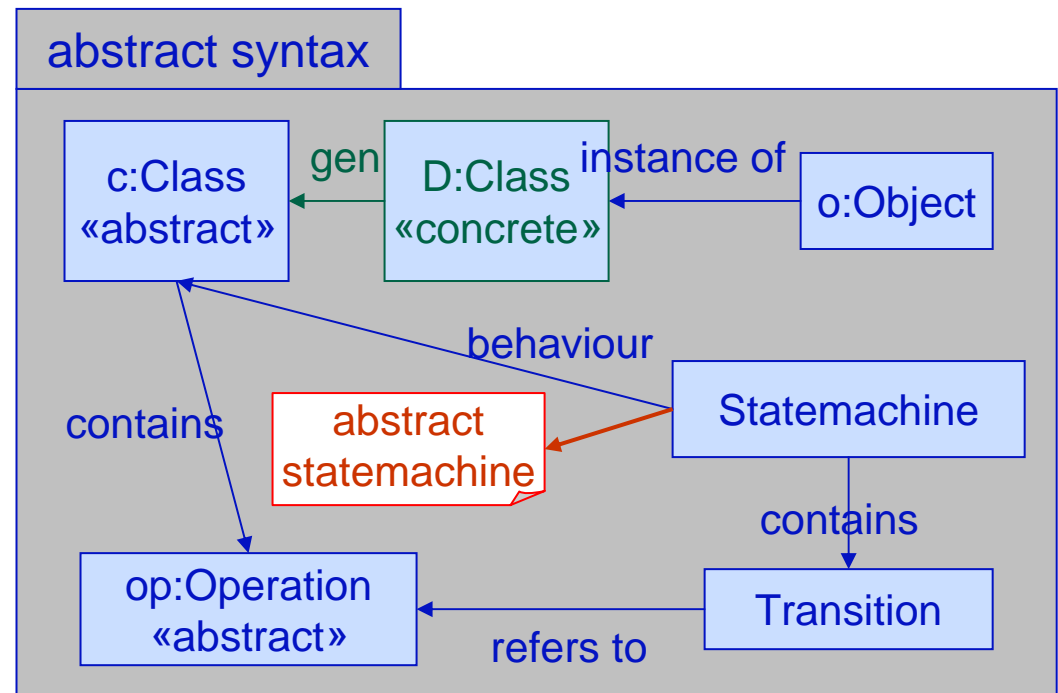 abstract syntax
c:Class
«abstract»
gen
D:Class
«concrete»
instance of
o:Object
behaviour
contains
abstract
statemachine
Statemachine
contains
op:Operation
«abstract»
refers to
Transition